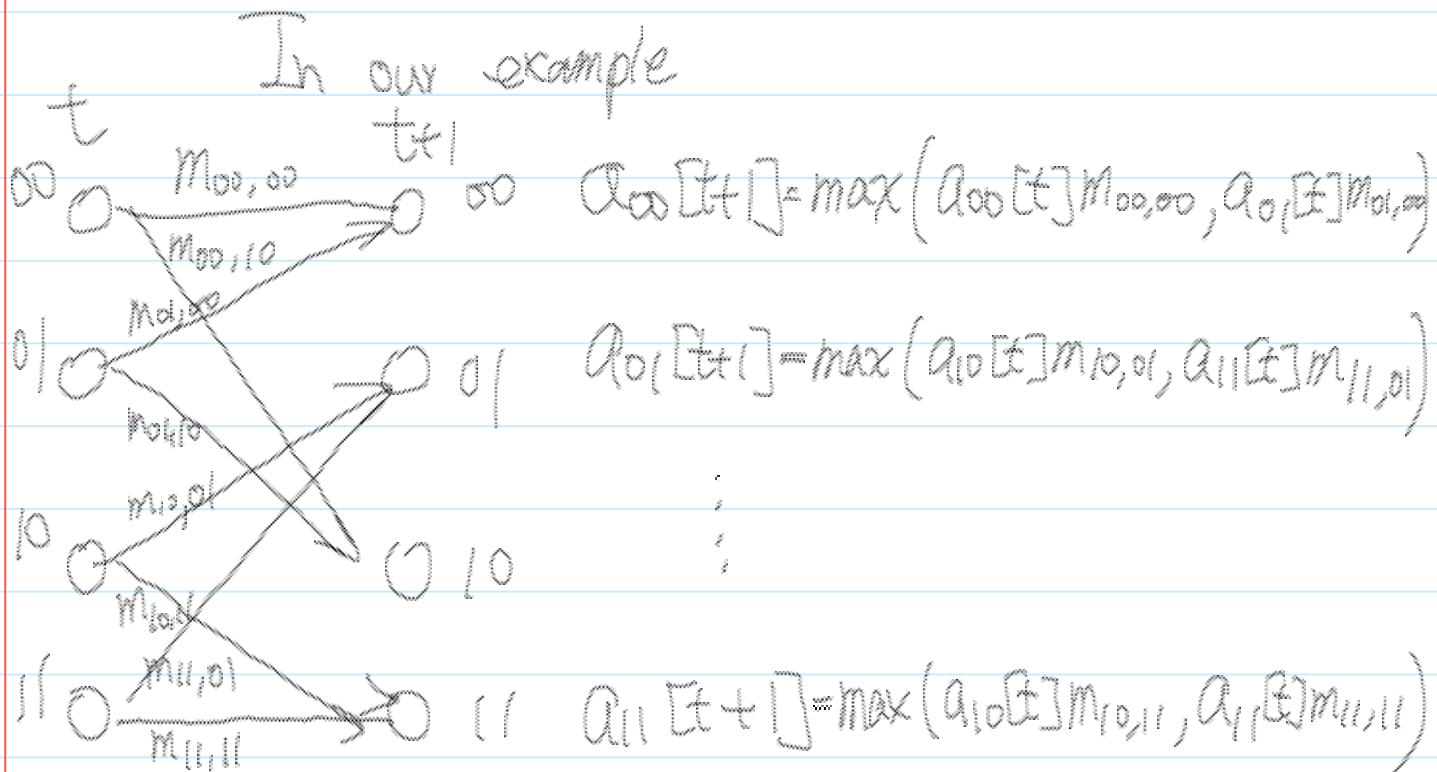 In our example
t t+1
00 m00,00 00 a00[t+1]=max(a00[t]m00,00, a01[t]m01,00)
m00,10
m01,00
01 01 a01[t+1]=max(a10[t]m10,01, a11[t]m11,01)
m01,10
m10,01 ⋮
10 10
m10,11
m11,01
11 11 a11[t+1]=max(a10[t]m10,11, a11[t]m11,11)
m11,11